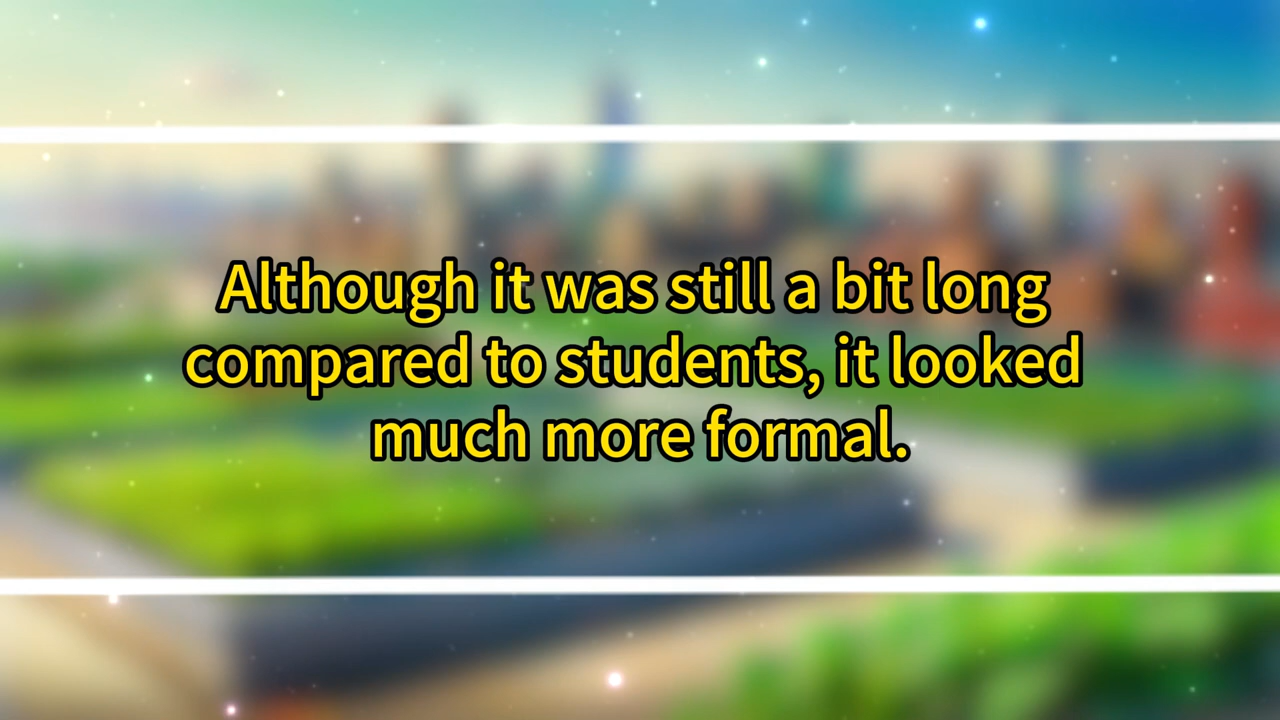 Although it was still a bit long
compared to students, it looked
much more formal.